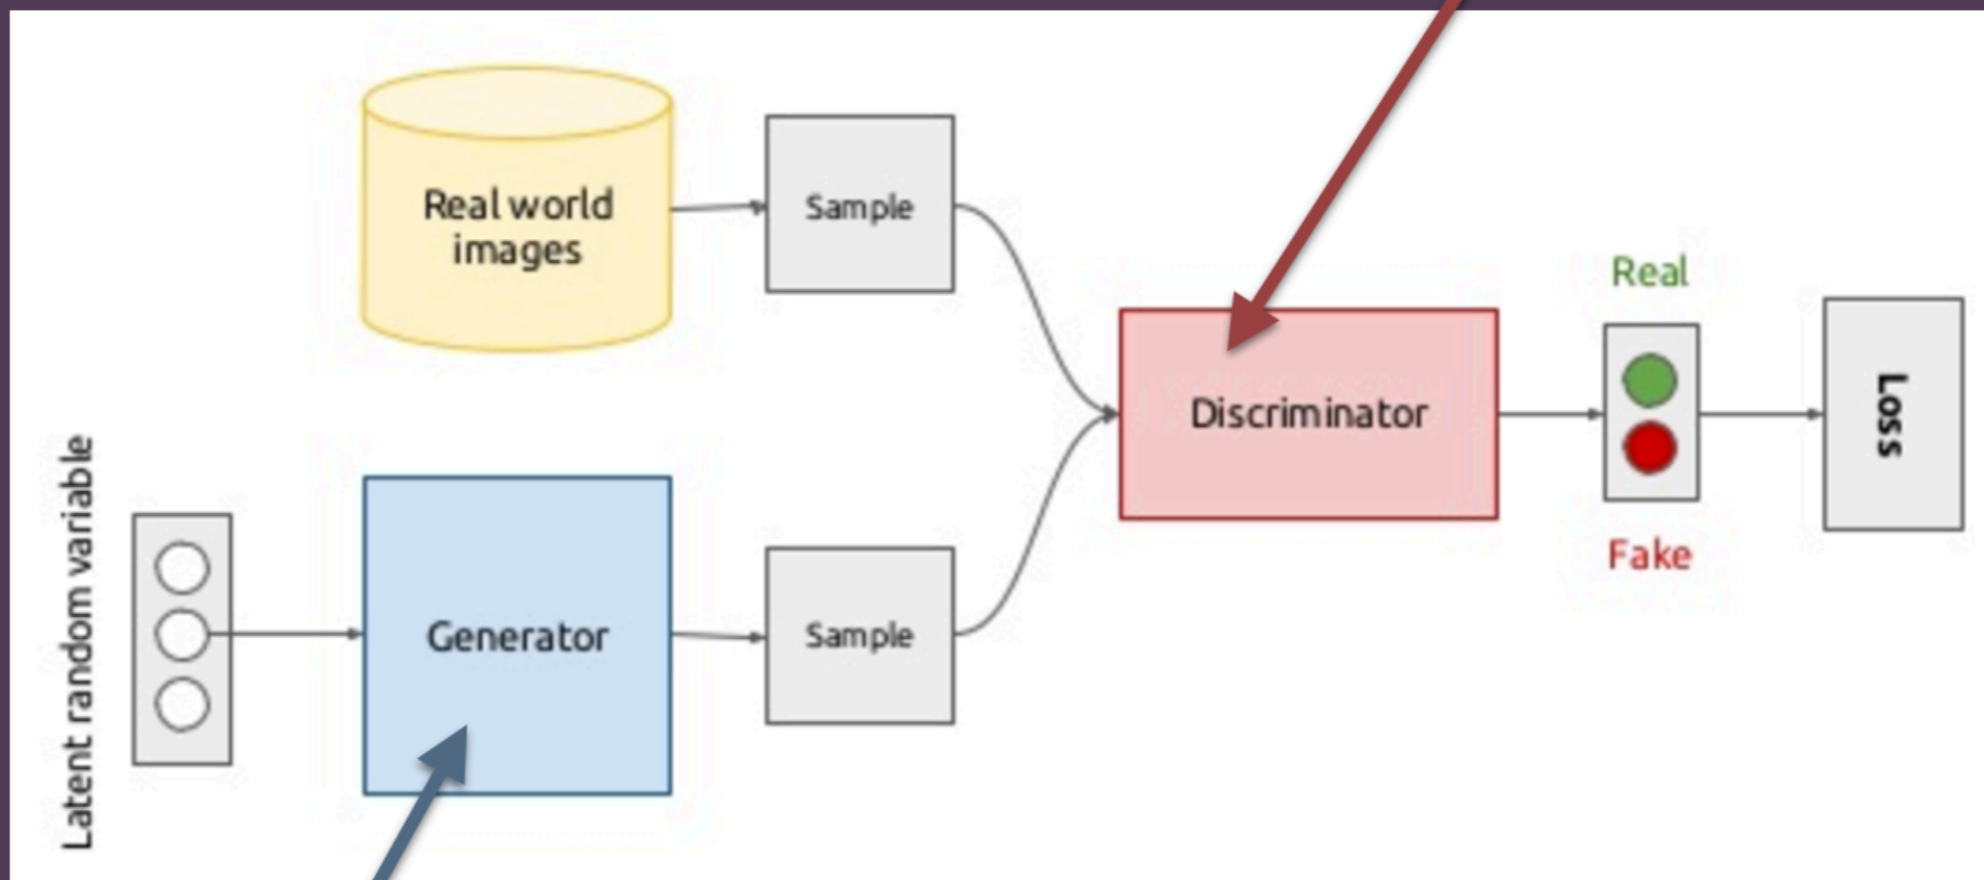 Real world
images
Sample
Latent random variable
Generator
Sample
Discriminator
Real
Fake
Loss